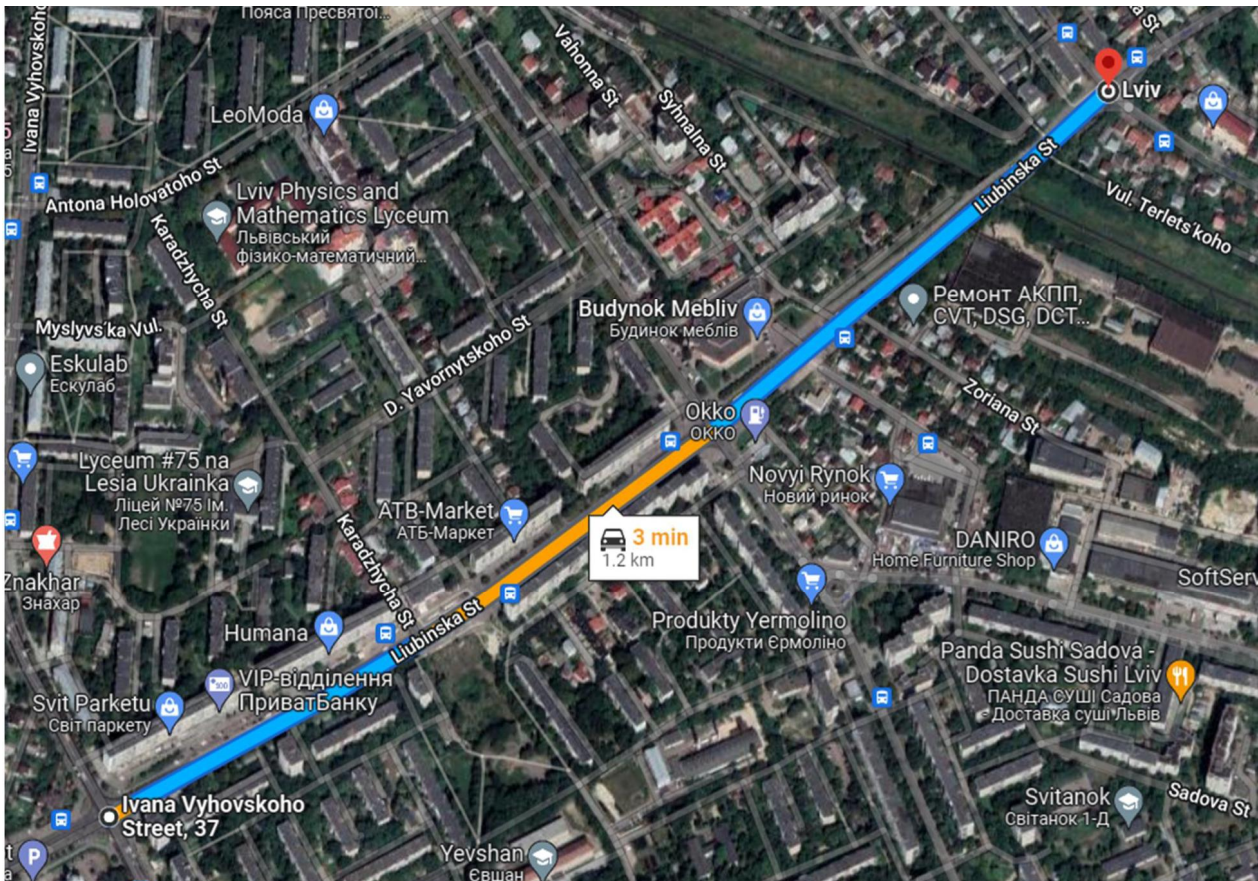 Пояса Пресвятої...
Ivana Vyhovskoho
Vahonna St
Syhnalna St
Lviv
LeoModa
Antona Holovatoho St
Karadzhycha St
Lviv Physics and
Mathematics Lyceum
Львівський
фізико-математичний...
Liubinska St
Vul. Terlets'koho
Myslyvs'ka Vul.
Budynok Mebliv
Будинок меблів
Ремонт АКПП,
CVT, DSG, DCT...
Eskulab
Ескулаб
D. Yavornytskoho St
Zoriana St
Okko
ОККО
Lyceum #75 na
Lesia Ukrainka
Ліцей №75 Ім.
Лесі Українки
ATB-Market
АТБ-Маркет
Novyi Rynok
Новий ринок
3 min
1.2 km
DANIRO
Home Furniture Shop
SoftServ
Znakhar
Знахар
Karadzhycha St
Liubinska St
Humana
Produkty Yermolino
Продукти Єрмоліно
Panda Sushi Sadova -
Dostavka Sushi Lviv
ПАНДА СУШІ Садова
- Доставка суші Львів
VIP-відділення
ПриватБанку
Svit Parketu
Світ паркету
Ivana Vyhovskoho
Street, 37
Svitanok
Світанок 1-Д
Sadova St
P
Yevshan
Євшан